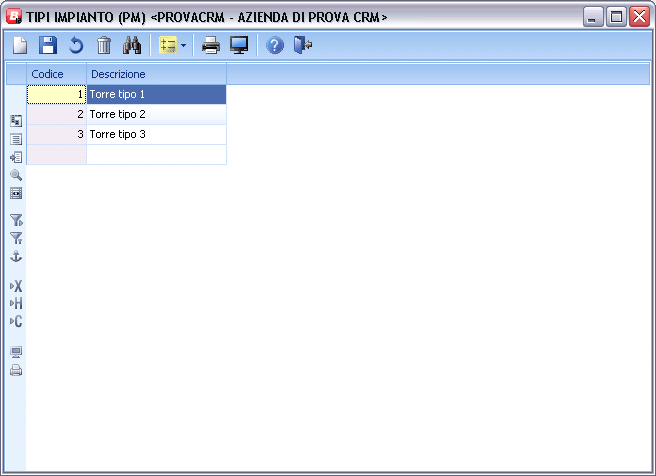 TIPI IMPIANTO (PM) <PROVACRM - AZIENDA DI PROVA CRM>
Codice Descrizione
1 Torre tipo 1
2 Torre tipo 2
3 Torre tipo 3
X
H
C